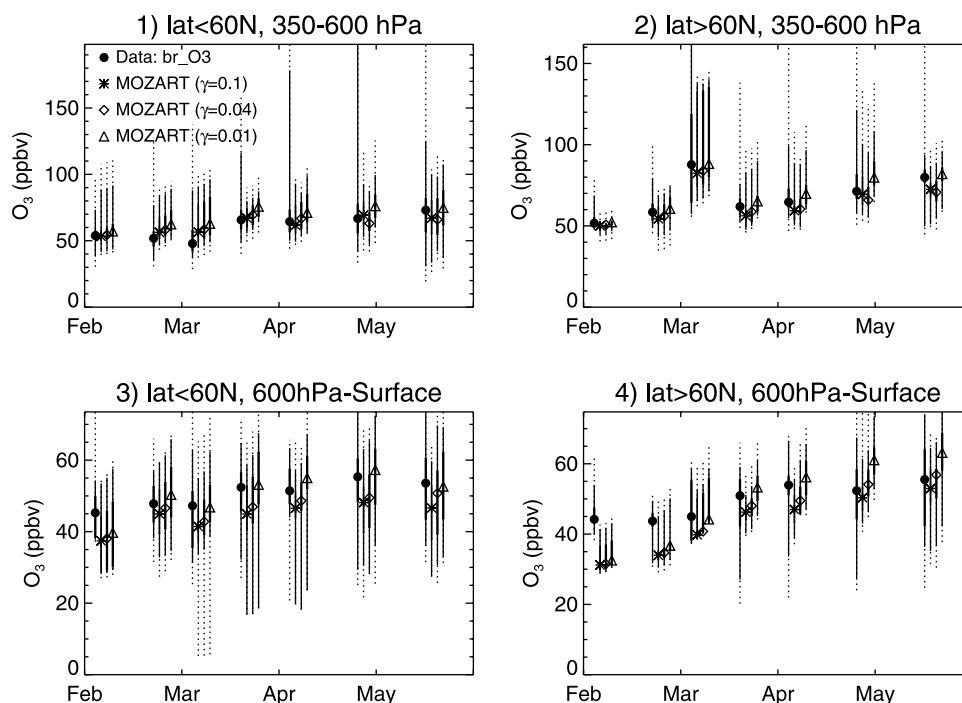 1) lat<60N, 350-600 hPa
O3 (ppbv)
150
100
50
0
Data: br_O3
MOZART (γ=0.1)
MOZART (γ=0.04)
MOZART (γ=0.01)
Feb Mar Apr May
2) lat>60N, 350-600 hPa
O3 (ppbv)
150
100
50
0
Feb Mar Apr May
3) lat<60N, 600hPa-Surface
O3 (ppbv)
60
40
20
0
Feb Mar Apr May
4) lat>60N, 600hPa-Surface
O3 (ppbv)
60
40
20
0
Feb Mar Apr May